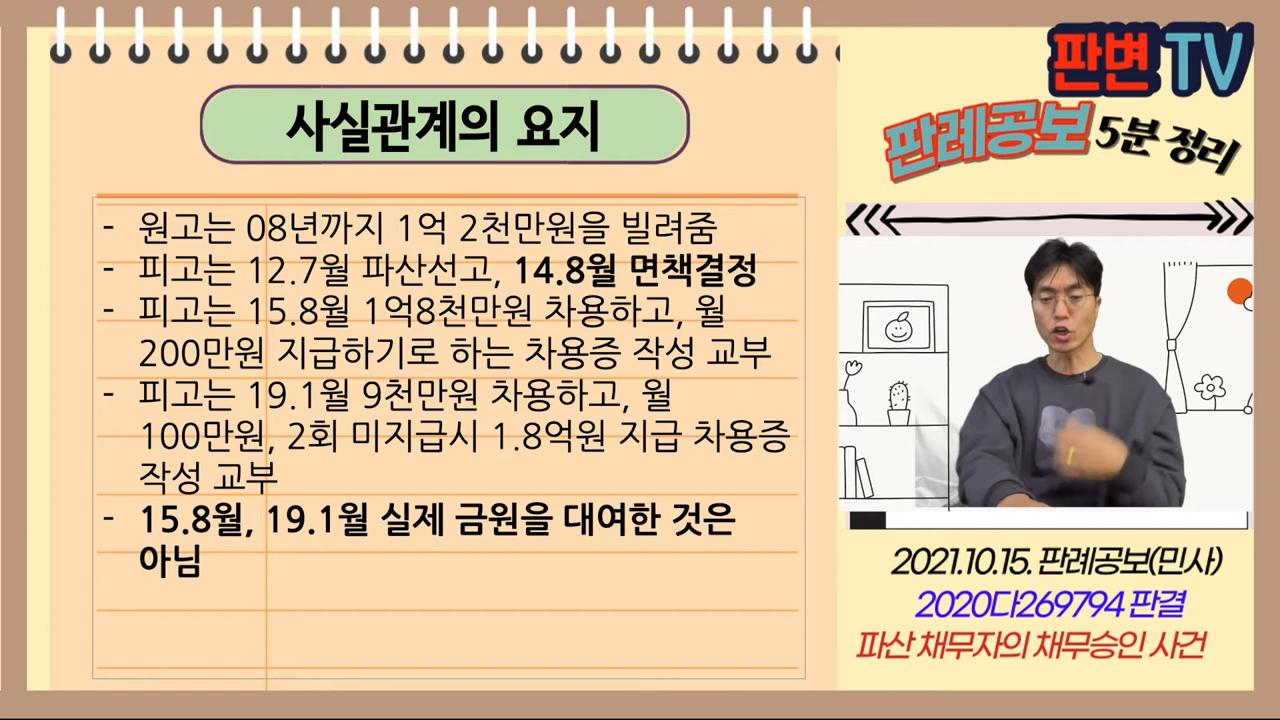 사실관계의 요지
- 원고는 08년까지 1억 2천만원을 빌려줌
- 피고는 12.7월 파산선고, 14.8월 면책결정
- 피고는 15.8월 1억8천만원 차용하고, 월
200만원 지급하기로 하는 차용증 작성 교부
- 피고는 19.1월 9천만원 차용하고, 월
100만원, 2회 미지급시 1.8억원 지급 차용증
작성 교부
- 15.8월, 19.1월 실제 금원을 대여한 것은
아님
판변 TV
판례공보 5분 정리
2021.10.15. 판례공보(민사)
2020다269794 판결
파산 채무자의 채무승인 사건